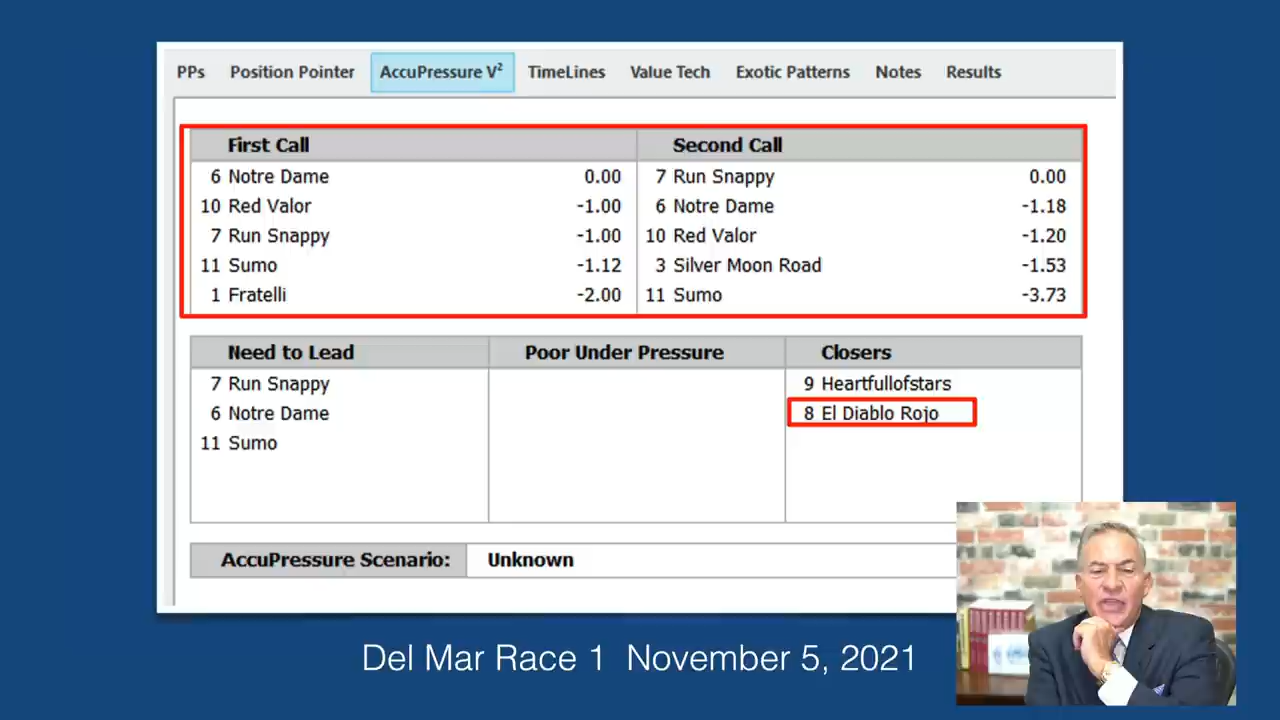 PPs Position Pointer AccuPressure V² TimeLines Value Tech Exotic Patterns Notes Results
First Call Second Call
6 Notre Dame 0.00 7 Run Snappy 0.00
10 Red Valor -1.00 6 Notre Dame -1.18
7 Run Snappy -1.00 10 Red Valor -1.20
11 Sumo -1.12 3 Silver Moon Road -1.53
1 Fratelli -2.00 11 Sumo -3.73
Need to Lead Poor Under Pressure Closers
7 Run Snappy 9 Heartfullofstars
6 Notre Dame 8 El Diablo Rojo
11 Sumo
AccuPressure Scenario: Unknown
Del Mar Race 1 November 5, 2021